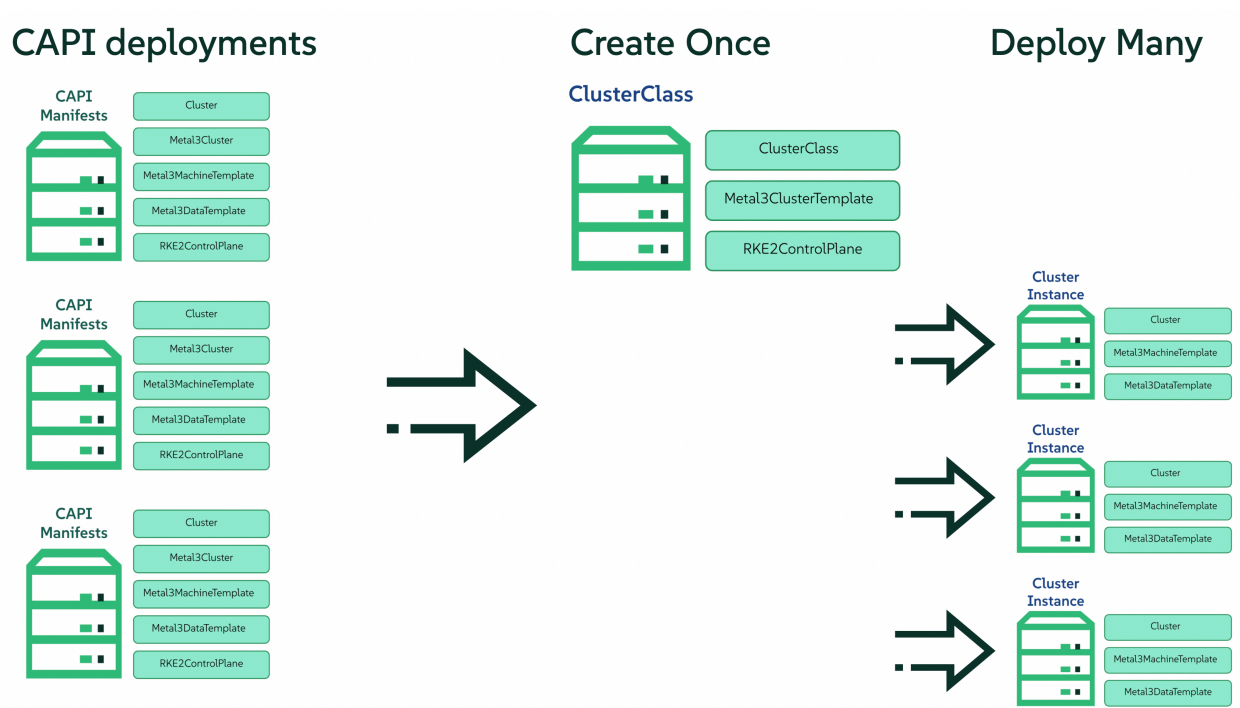 CAPI deployments
Create Once
Deploy Many
CAPI
Manifests
Cluster
Metal3Cluster
Metal3MachineTemplate
Metal3DataTemplate
RKE2ControlPlane
CAPI
Manifests
Cluster
Metal3Cluster
Metal3MachineTemplate
Metal3DataTemplate
RKE2ControlPlane
CAPI
Manifests
Cluster
Metal3Cluster
Metal3MachineTemplate
Metal3DataTemplate
RKE2ControlPlane
ClusterClass
ClusterClass
Metal3ClusterTemplate
RKE2ControlPlane
Cluster
Instance
Cluster
Metal3MachineTemplate
Metal3DataTemplate
Cluster
Instance
Cluster
Metal3MachineTemplate
Metal3DataTemplate
Cluster
Instance
Cluster
Metal3MachineTemplate
Metal3DataTemplate